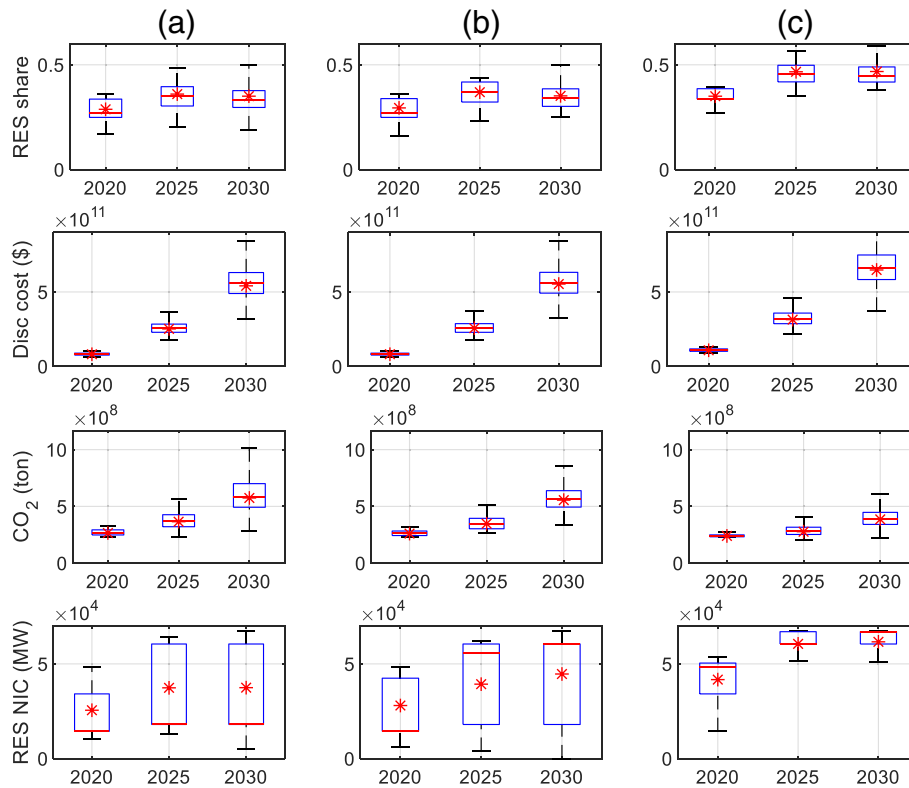 (a) (b) (c)
RES share
0.5 0.5 0.5
0 0 0
2020 2025 2030 2020 2025 2030 2020 2025 2030
×10^11 ×10^11 ×10^11
Disc cost ($)
5 5 5
0 0 0
2020 2025 2030 2020 2025 2030 2020 2025 2030
×10^8 ×10^8 ×10^8
CO_2 (ton)
10 10 10
5 5 5
0 0 0
2020 2025 2030 2020 2025 2030 2020 2025 2030
×10^4 ×10^4 ×10^4
RES NIC (MW)
5 5 5
0 0 0
2020 2025 2030 2020 2025 2030 2020 2025 2030